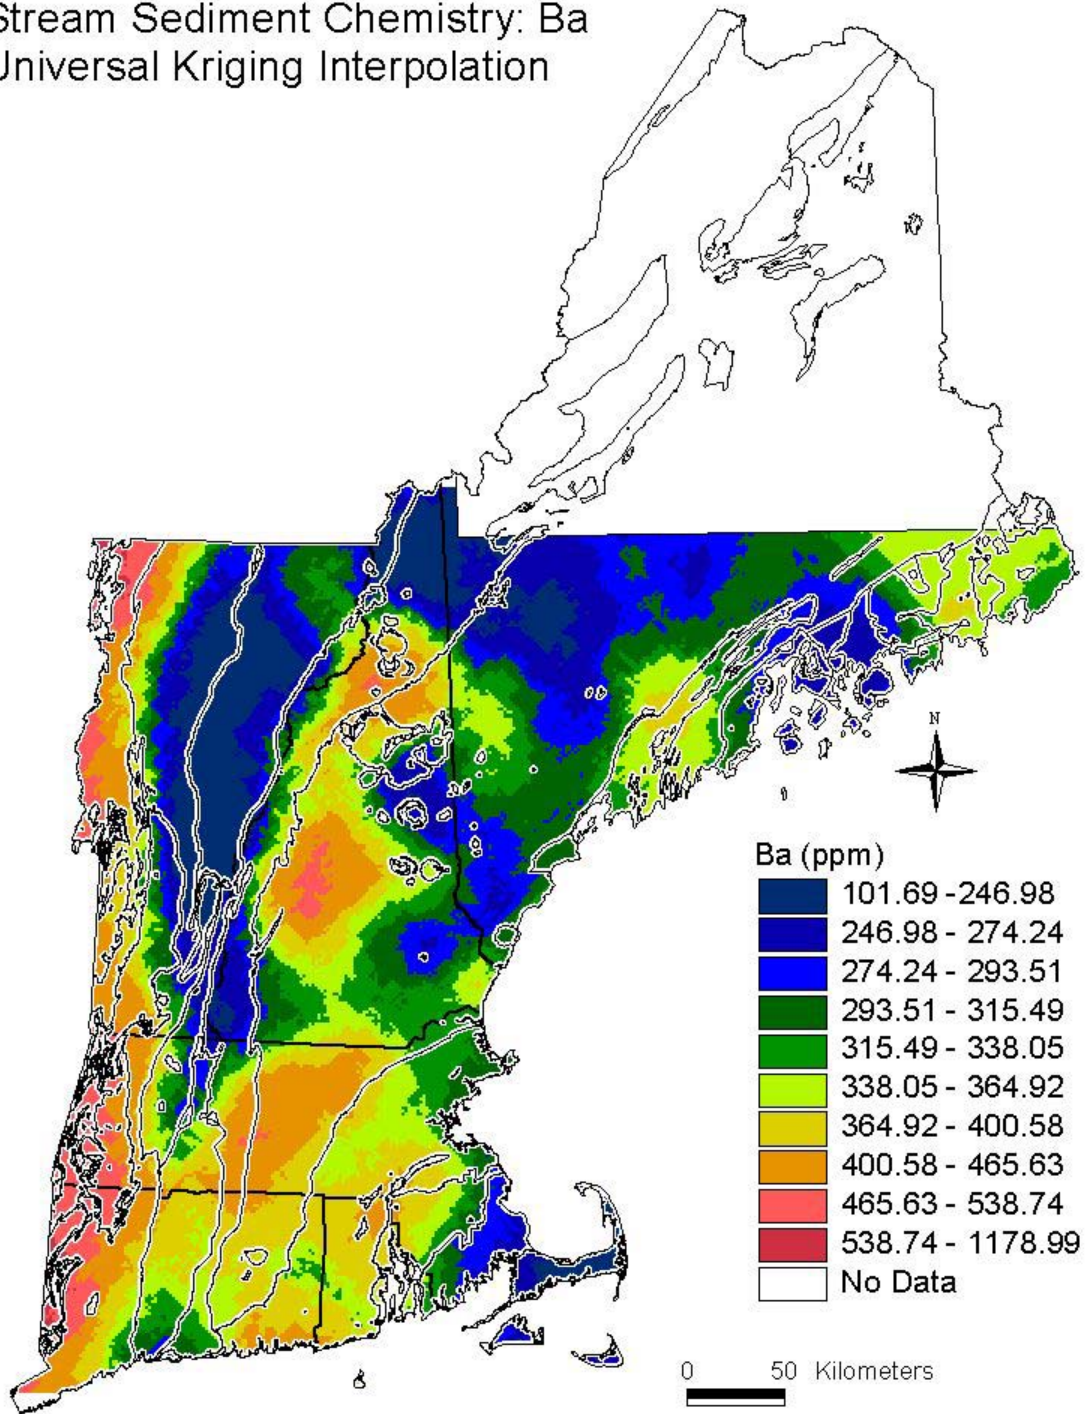 Stream Sediment Chemistry: Ba
Universal Kriging Interpolation
N
Ba (ppm)
101.69 -246.98
246.98 - 274.24
274.24 - 293.51
293.51 - 315.49
315.49 - 338.05
338.05 - 364.92
364.92 - 400.58
400.58 - 465.63
465.63 - 538.74
538.74 - 1178.99
No Data
0 50 Kilometers